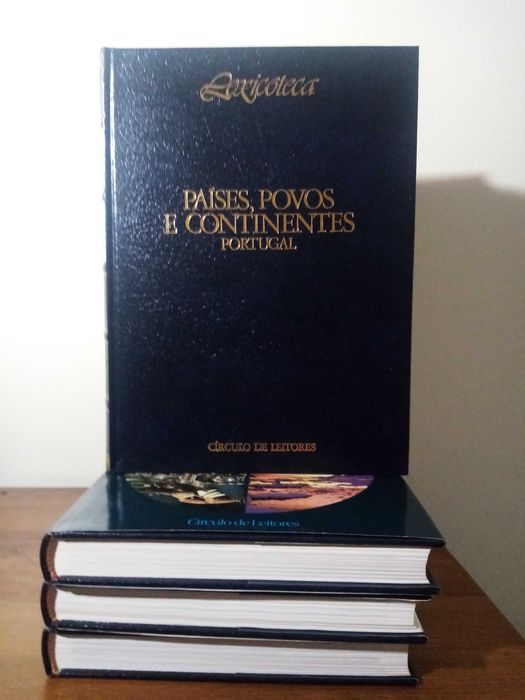 Lexicoteca
PAÍSES, POVOS
E CONTINENTES
PORTUGAL
CÍRCULO DE LEITORES
Círculo de Leitores